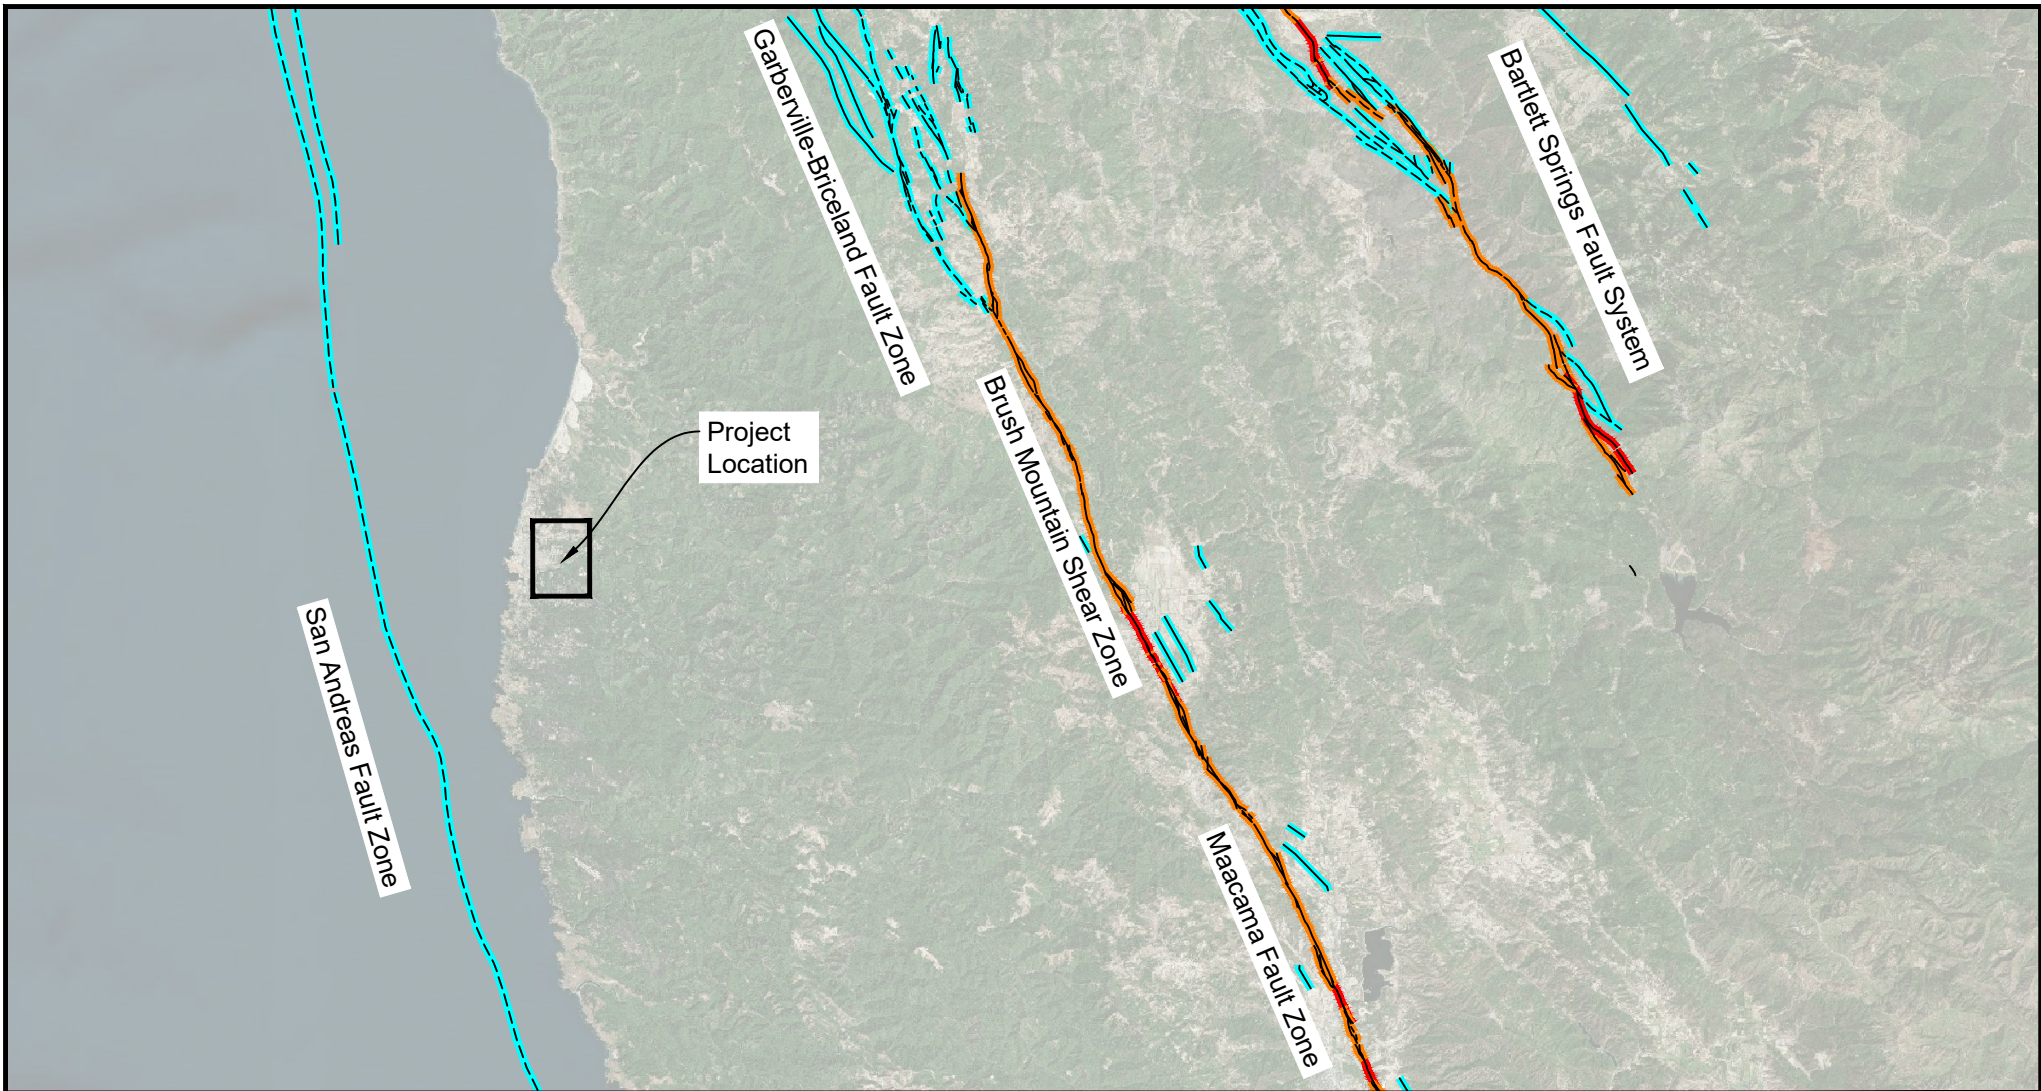 Garberville-Briceland Fault Zone
Bartlett Springs Fault System
Brush Mountain Shear Zone
Project
Location
San Andreas Fault Zone
Maacama Fault Zone